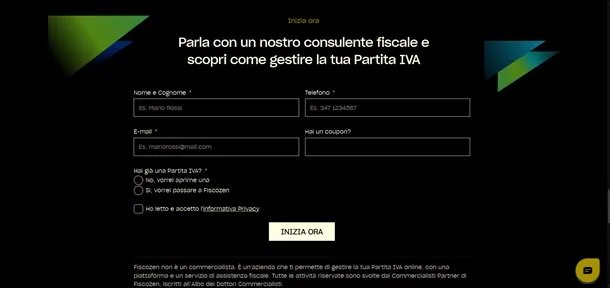 Inizia ora
Parla con un nostro consulente fiscale e
scopri come gestire la tua Partita IVA
Nome e Cognome *
Telefono *
Es. Mario Rossi
Es. 347 1234567
E-mail *
Hai un coupon?
Es. mariorossi@mail.com
Hai già una Partita IVA? *
No, vorrei aprirne una
Sì, vorrei passare a Fiscozen
Ho letto e accetto l'Informativa Privacy
INIZIA ORA
Fiscozen non è un commercialista. È un'azienda che ti permette di gestire la tua Partita IVA online, con una
piattaforma e un servizio di assistenza fiscale. Tutte le attività riservate sono svolte dai Commercialisti Partner di
Fiscozen, iscritti all'Albo dei Dottori Commercialisti.